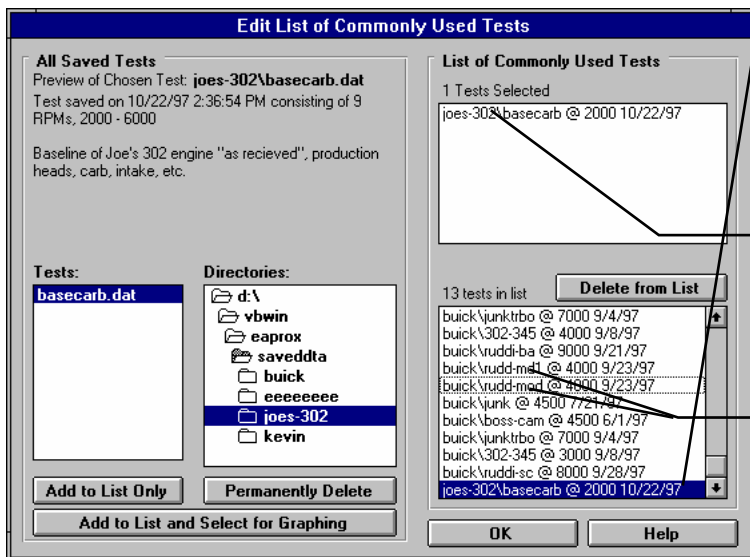 Edit List of Commonly Used Tests
All Saved Tests
Preview of Chosen Test: joes-302\basecarb.dat
Test saved on 10/22/97 2:36:54 PM consisting of 9
RPMs, 2000 - 6000
Baseline of Joe's 302 engine "as recieved", production
heads, carb, intake, etc.
Tests:
basecarb.dat
Directories:
d:\
vbwin
eaprox
saveddta
buick
eeeeeeee
joes-302
kevin
Add to List Only
Permanently Delete
Add to List and Select for Graphing
List of Commonly Used Tests
1 Tests Selected
joes-302\basecarb @ 2000 10/22/97
13 tests in list
Delete from List
buick\junktrbo @ 7000 9/4/97
buick\302-345 @ 4000 9/8/97
buick\ruddi-ba @ 9000 9/21/97
buick\rudd-md1 @ 4000 9/23/97
buick\rudd-mod @ 4000 9/23/97
buick\junk @ 4500 7/21/97
buick\boss-cam @ 4500 6/1/97
buick\junktrbo @ 7000 9/4/97
buick\302-345 @ 3000 9/8/97
buick\ruddi-sc @ 8000 9/28/97
joes-302\basecarb @ 2000 10/22/97
OK
Help